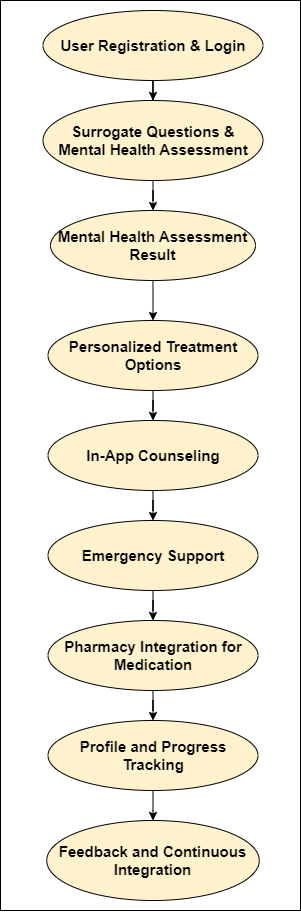 User Registration & Login
Surrogate Questions &
Mental Health Assessment
Mental Health Assessment
Result
Personalized Treatment
Options
In-App Counseling
Emergency Support
Pharmacy Integration for
Medication
Profile and Progress
Tracking
Feedback and Continuous
Integration